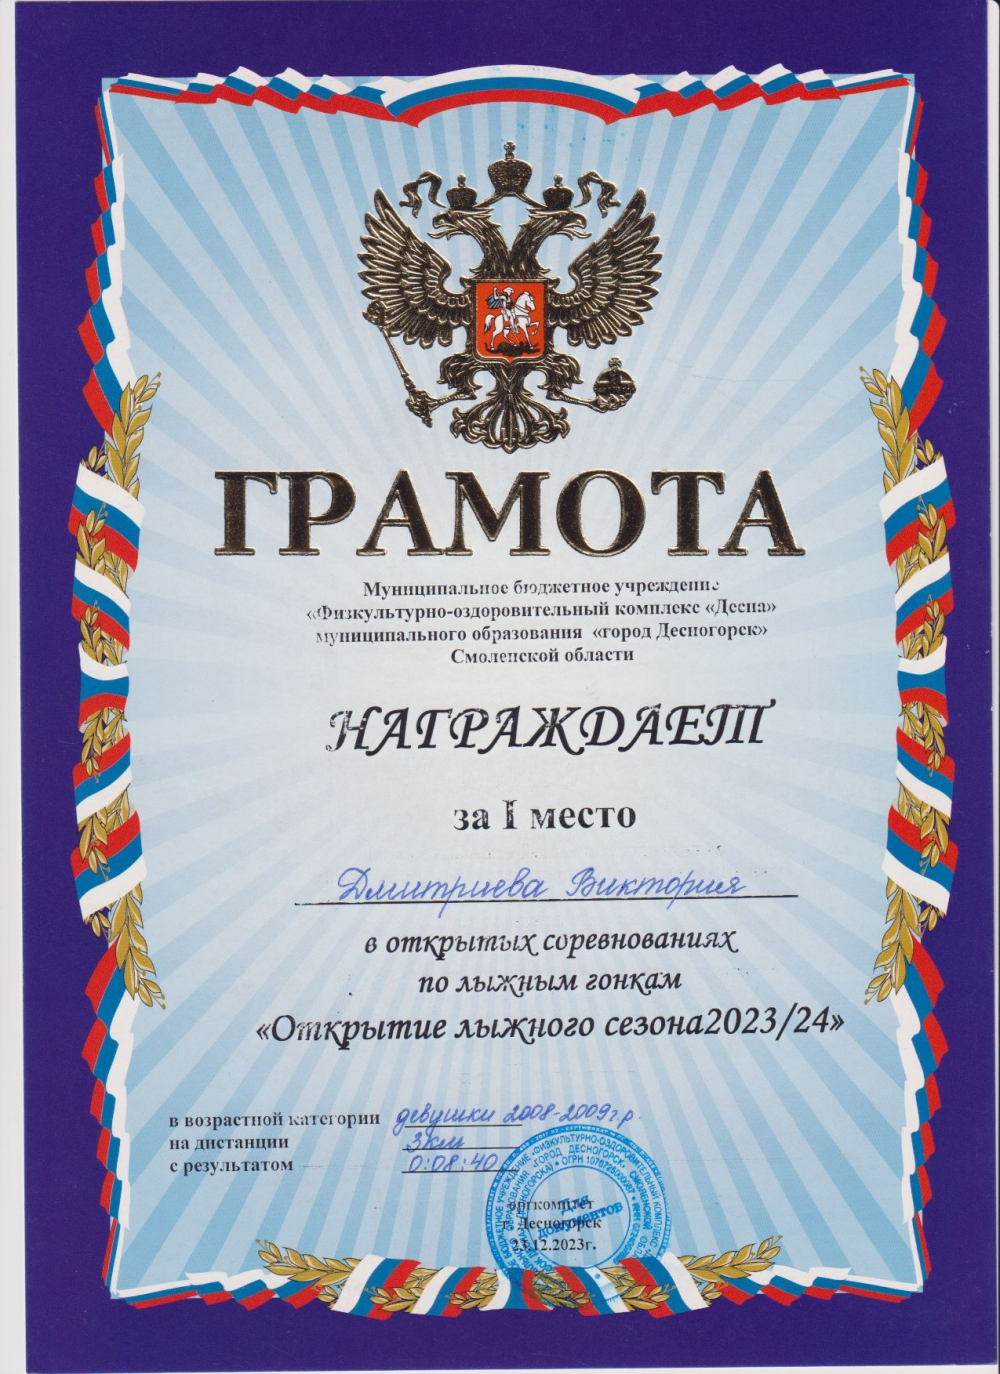 ГРАМОТА
Муниципальное бюджетное учреждение
«Физкультурно-оздоровительный комплекс «Десна»
муниципального образования «город Десногорск»
Смоленской области
НАГРАЖДАЕТ
за I место
Дмитриева Виктория
в открытых соревнованиях
по лыжным гонкам
«Открытие лыжного сезона2023/24»
в возрастной категории девушки 2008-2009г.р.
на дистанции 3км
с результатом 0:08:40
оргкомитет
г. Десногорск
23.12.2023г.
Для
документов